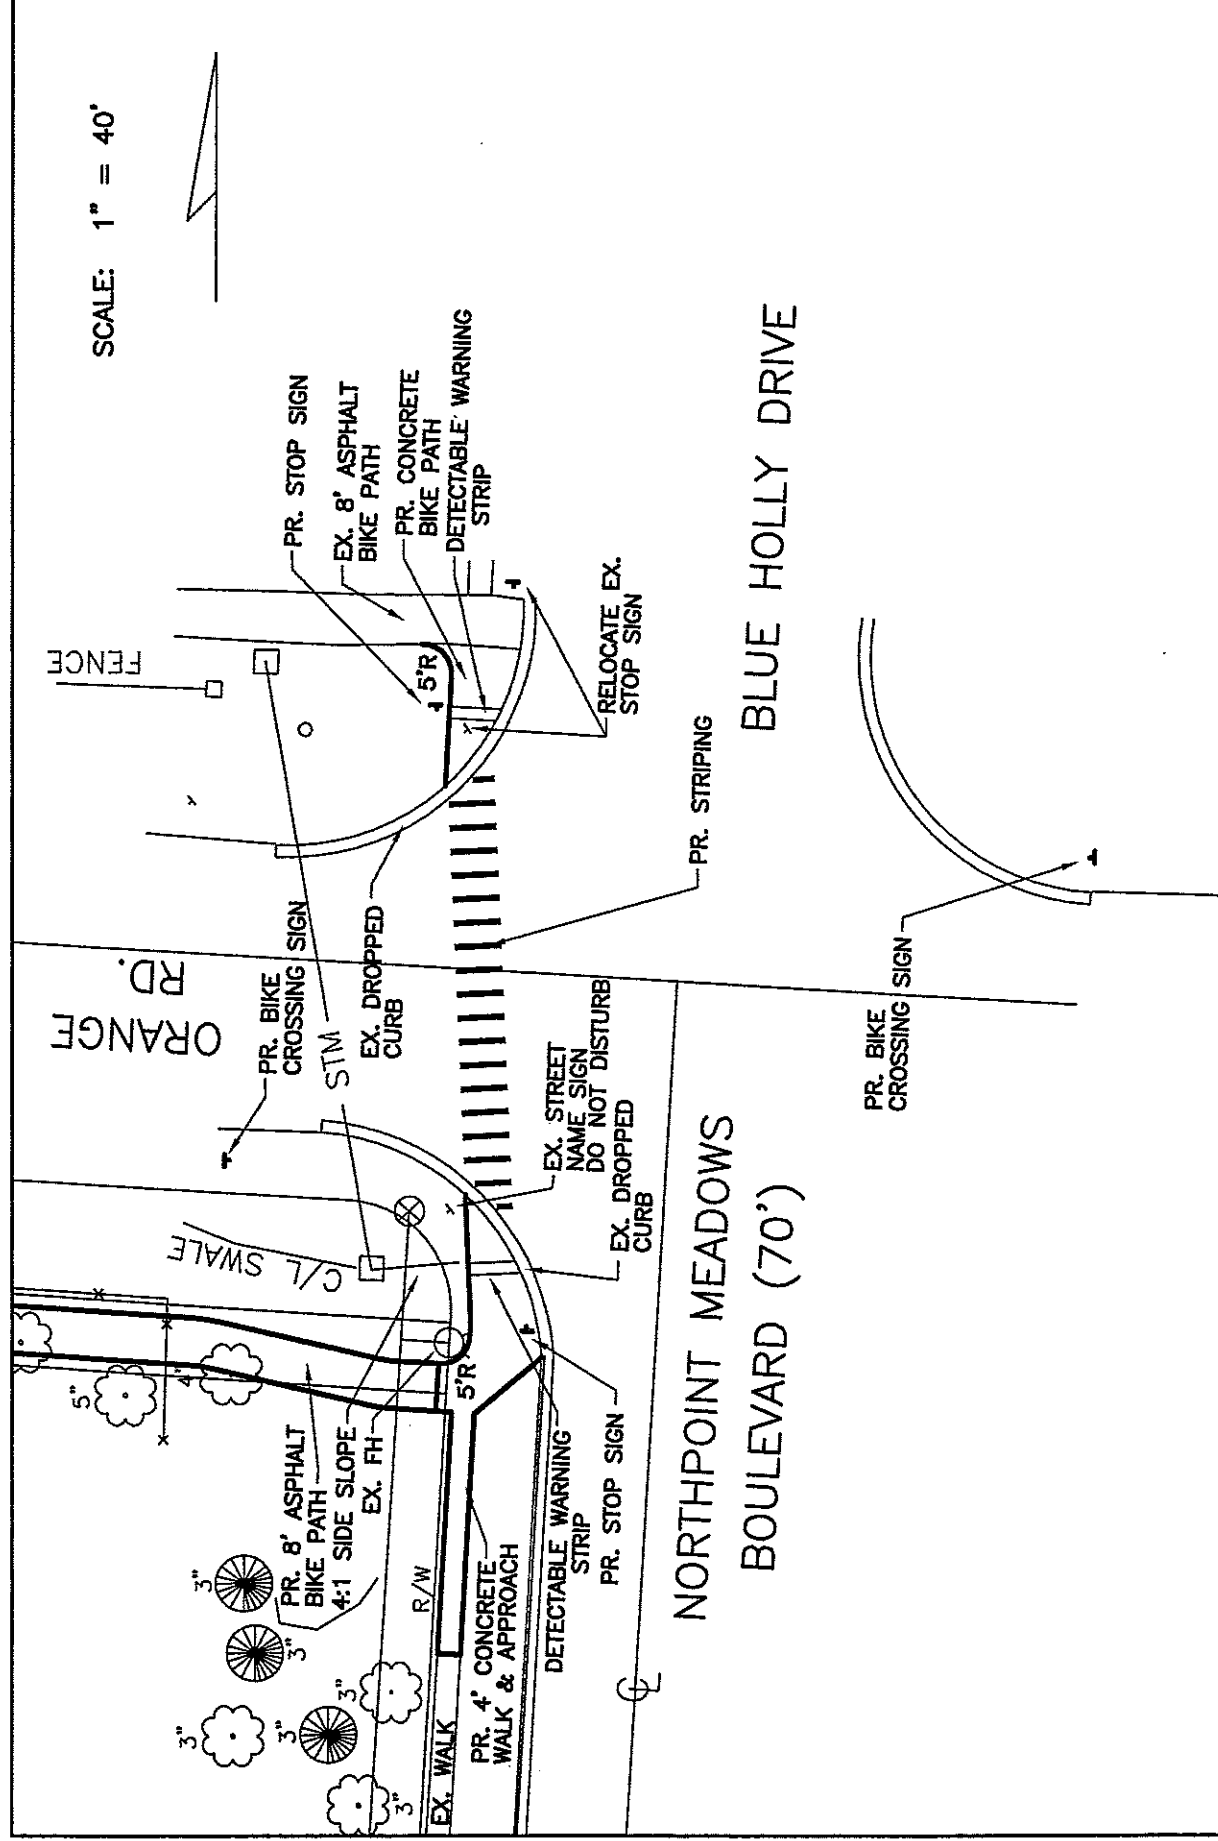 SCALE: 1" = 40'
FENCE
PR. STOP SIGN
EX. 8' ASPHALT
BIKE PATH
PR. CONCRETE
BIKE PATH
DETECTABLE WARNING
STRIP
5'R
RELOCATE EX.
STOP SIGN
BLUE HOLLY DRIVE
PR. STRIPING
ORANGE
RD.
PR. BIKE
CROSSING SIGN
EX. DROPPED
CURB
STM
EX. STREET
NAME SIGN
DO NOT DISTURB
EX. DROPPED
CURB
PR. BIKE
CROSSING SIGN
C/L SWALE
5"
4"
5'R
PR. 8' ASPHALT
BIKE PATH
4:1 SIDE SLOPE
EX. FH
R/W
3"
3"
3"
3"
3"
3"
EX. WALK
PR. 4' CONCRETE
WALK & APPROACH
DETECTABLE WARNING
STRIP
PR. STOP SIGN
CL
NORTHPOINT MEADOWS
BOULEVARD (70')